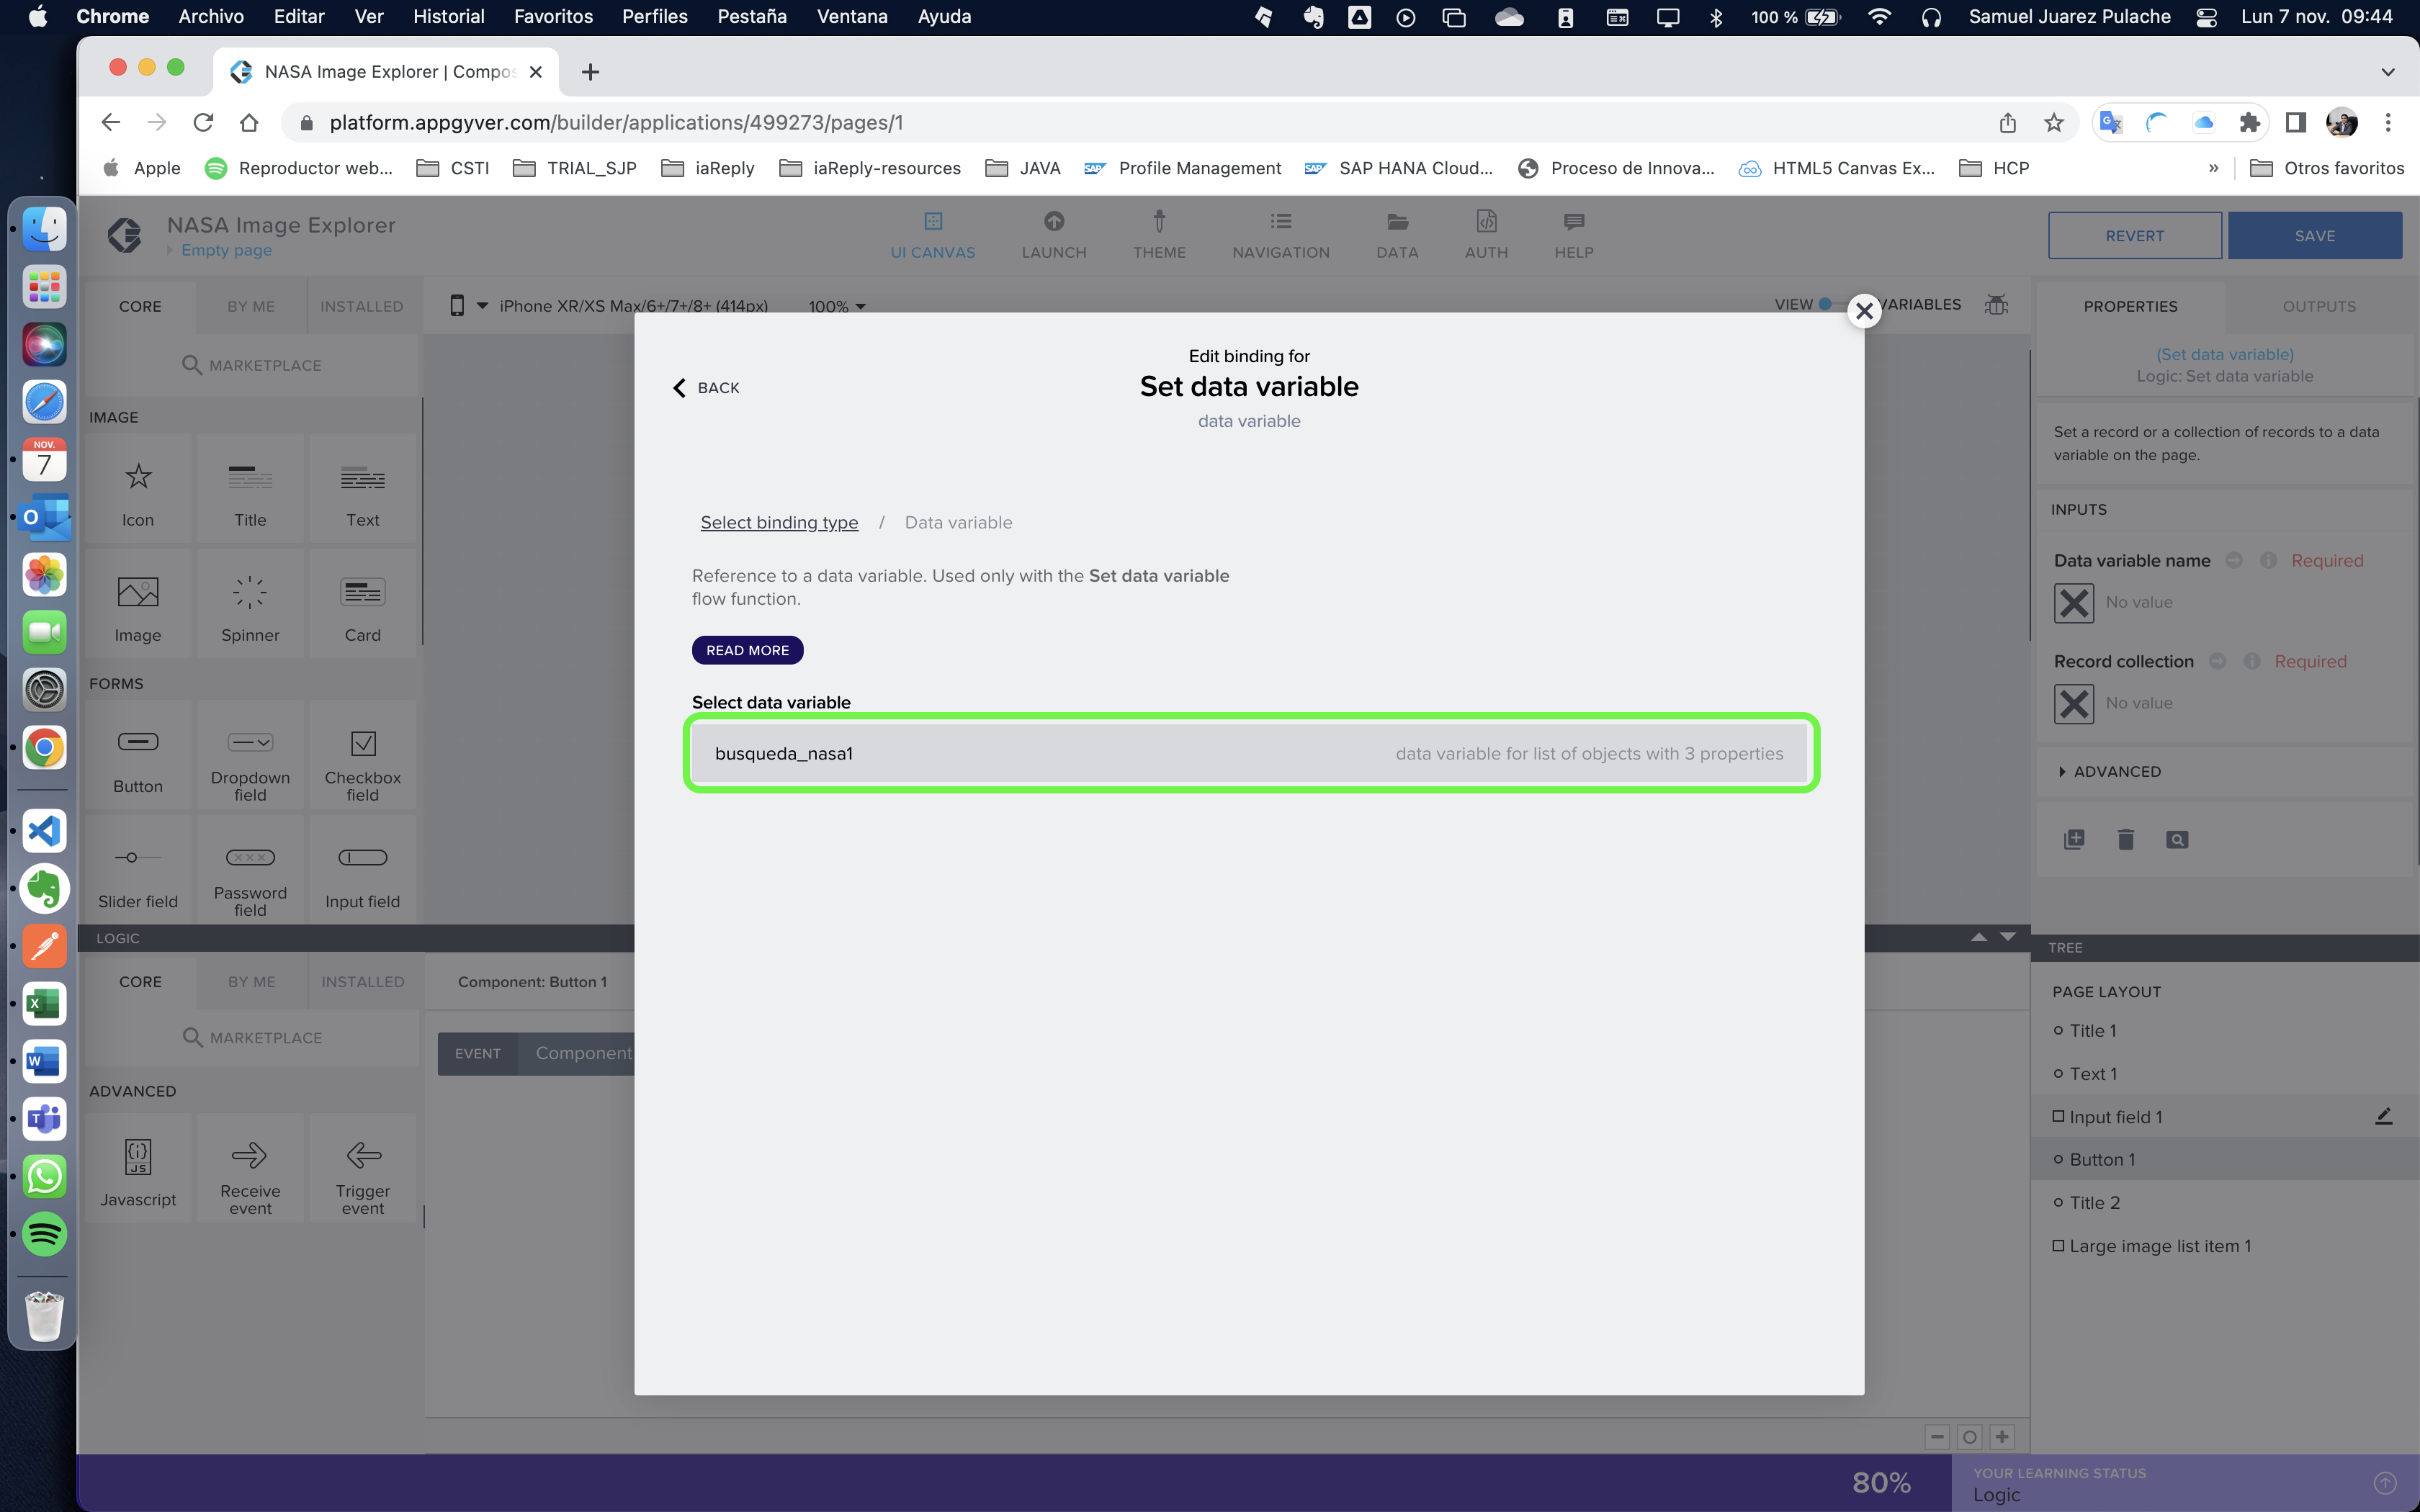 Chrome Archivo Editar Ver Historial Favoritos Perfiles Pestaña Ventana Ayuda 100 % Samuel Juarez Pulache Lun 7 nov. 09:44
NASA Image Explorer | Compos
platform.appgyver.com/builder/applications/499273/pages/1
Apple Reproductor web... CSTI TRIAL_SJP iaReply iaReply-resources JAVA Profile Management SAP HANA Cloud... Proceso de Innova... HTML5 Canvas Ex... HCP » Otros favoritos
NASA Image Explorer
Empty page
UI CANVAS LAUNCH THEME NAVIGATION DATA AUTH HELP
REVERT SAVE
CORE BY ME INSTALLED
iPhone XR/XS Max/6+/7+/8+ (414px) 100%
VIEW VARIABLES
PROPERTIES OUTPUTS
MARKETPLACE
IMAGE
Icon Title Text
Image Spinner Card
FORMS
Button Dropdown field Checkbox field
Slider field Password field Input field
Edit binding for
BACK
Set data variable
data variable
Select binding type / Data variable
Reference to a data variable. Used only with the Set data variable
flow function.
READ MORE
Select data variable
busqueda_nasa1 data variable for list of objects with 3 properties
(Set data variable)
Logic: Set data variable
Set a record or a collection of records to a data
variable on the page.
INPUTS
Data variable name Required
No value
Record collection Required
No value
ADVANCED
LOGIC
CORE BY ME INSTALLED
Component: Button 1
MARKETPLACE
EVENT Component
ADVANCED
Javascript Receive event Trigger event
TREE
PAGE LAYOUT
Title 1
Text 1
Input field 1
Button 1
Title 2
Large image list item 1
80%
YOUR LEARNING STATUS
Logic
NOV.
7